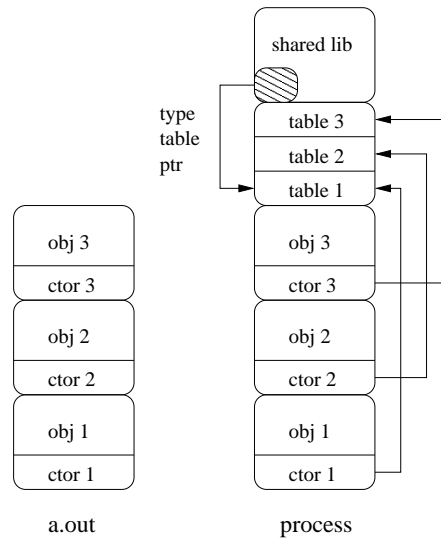 shared lib
type
table
ptr
table 3
table 2
table 1
obj 3
ctor 3
obj 2
ctor 2
obj 1
ctor 1
a.out
obj 3
ctor 3
obj 2
ctor 2
obj 1
ctor 1
process